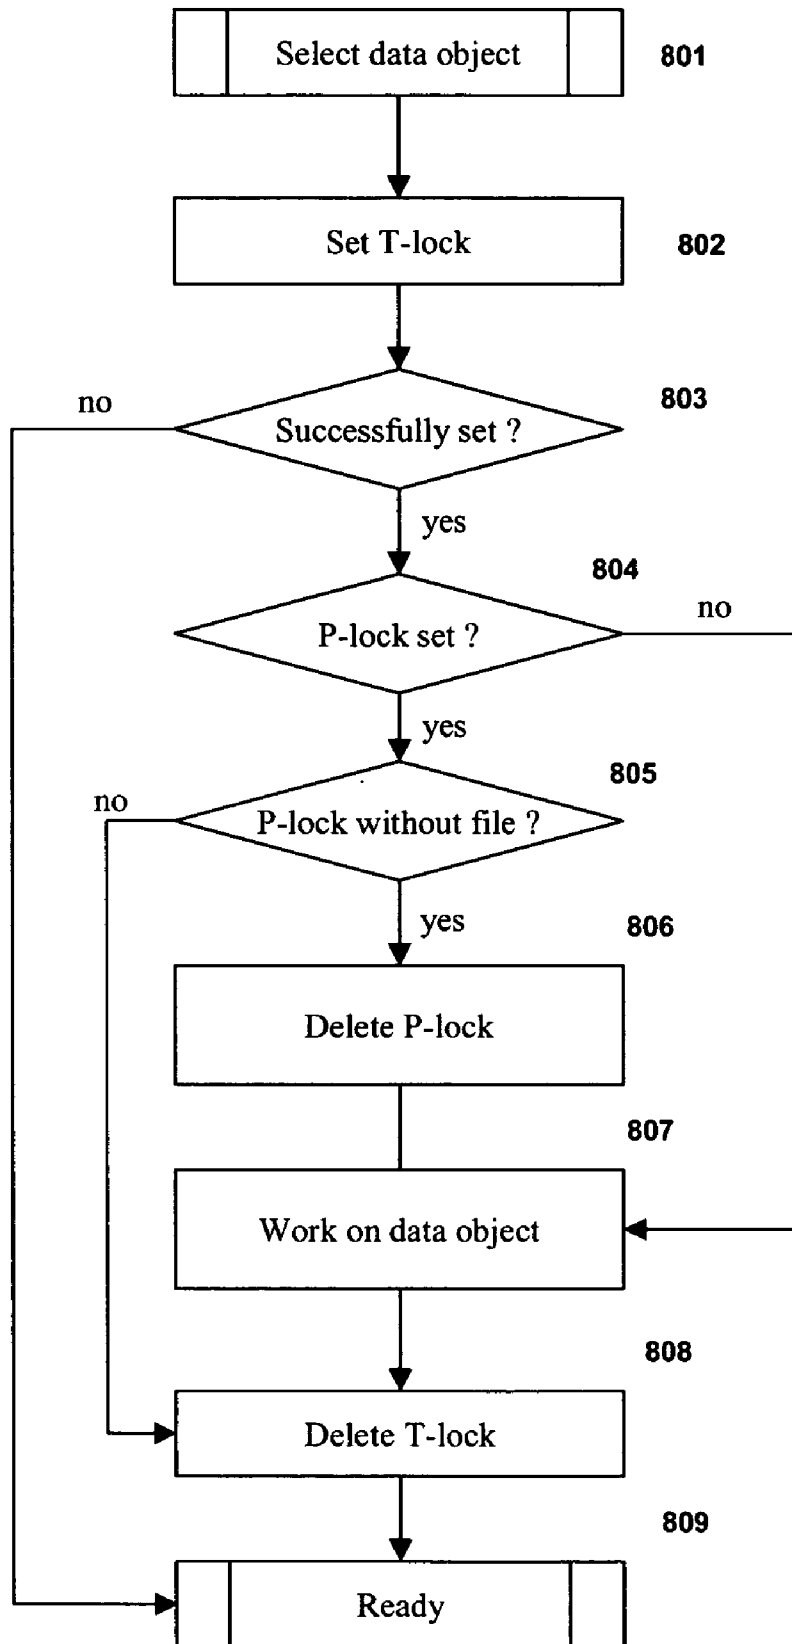 Select data object
801
Set T-lock
802
803
no
Successfully set ?
yes
804
no
P-lock set ?
yes
805
no
P-lock without file ?
yes
806
Delete P-lock
807
Work on data object
808
Delete T-lock
809
Ready